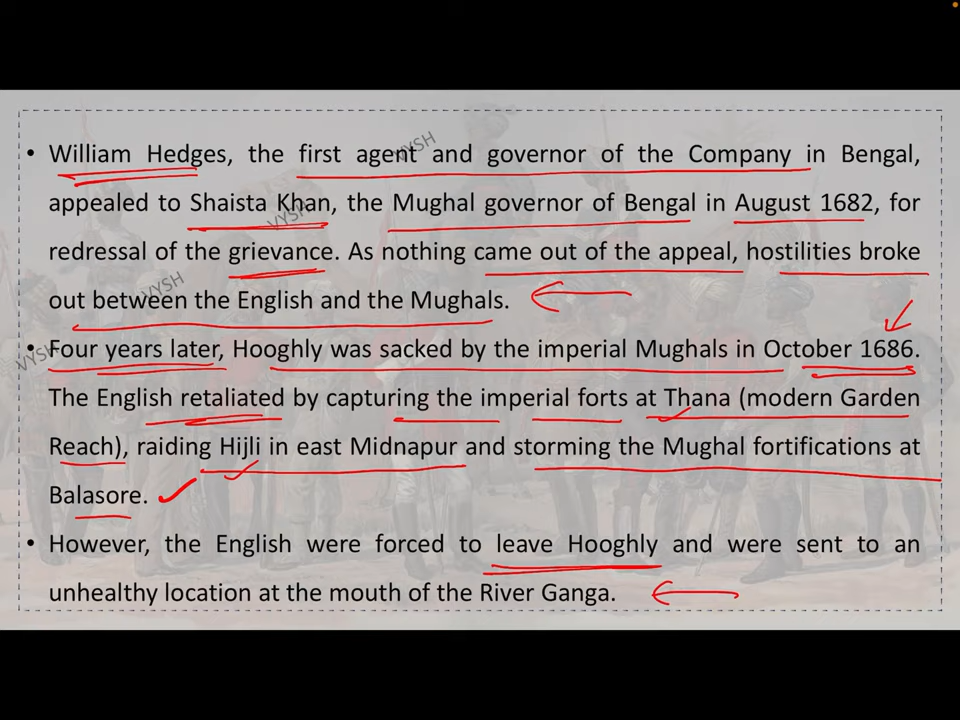 • William Hedges, the first agent and governor of the Company in Bengal,
appealed to Shaista Khan, the Mughal governor of Bengal in August 1682, for
redressal of the grievance. As nothing came out of the appeal, hostilities broke
out between the English and the Mughals.
• Four years later, Hooghly was sacked by the imperial Mughals in October 1686.
The English retaliated by capturing the imperial forts at Thana (modern Garden
Reach), raiding Hijli in east Midnapur and storming the Mughal fortifications at
Balasore.
• However, the English were forced to leave Hooghly and were sent to an
unhealthy location at the mouth of the River Ganga.
VYSH
VYSH
VYSH
VYSH